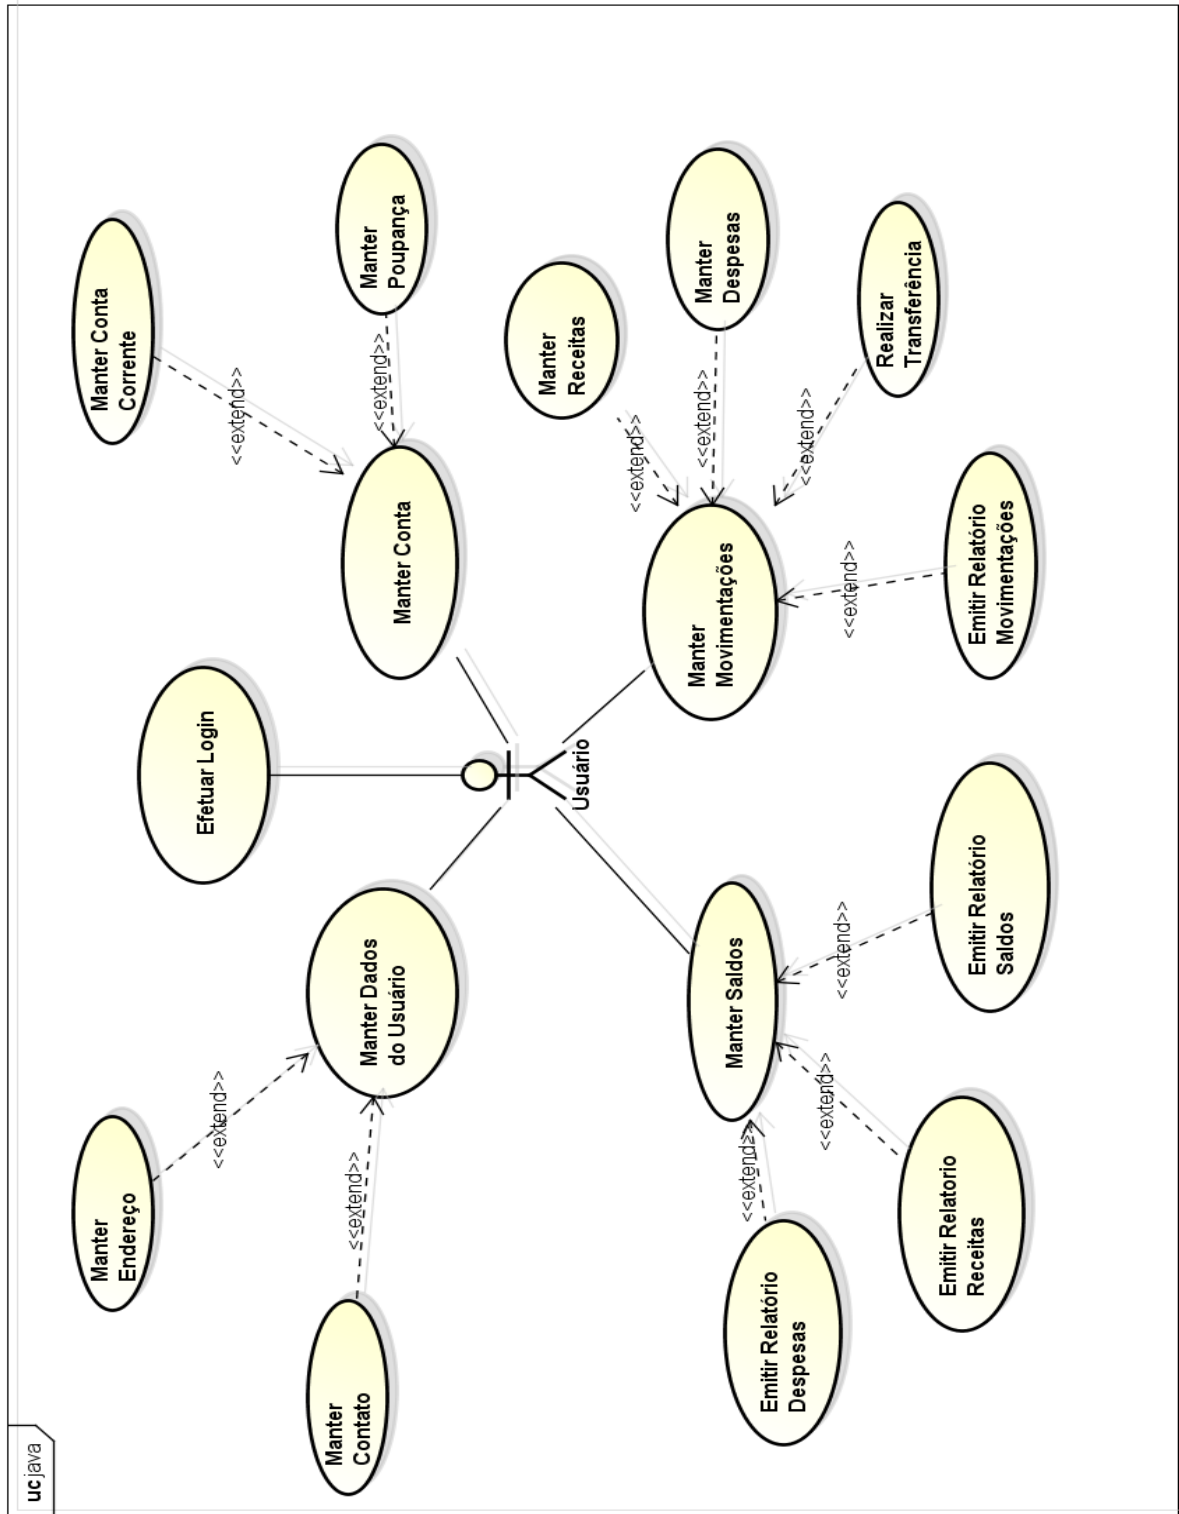 uc java
Manter
Endereço
<<extend>>
Manter
Contato
<<extend>>
Manter Dados
do Usuário
Efetuar Login
Manter Conta
Corrente
<<extend>>
Manter
Poupança
<<extend>>
Manter Conta
Usuário
Manter
Receitas
<<extend>>
Manter
Despesas
<<extend>>
Realizar
Transferência
<<extend>>
Manter
Movimentações
<<extend>>
Emitir Relatório
Movimentações
Manter Saldos
<<extend>>
Emitir Relatório
Despesas
<<extend>>
Emitir Relatorio
Receitas
<<extend>>
Emitir Relatório
Saldos